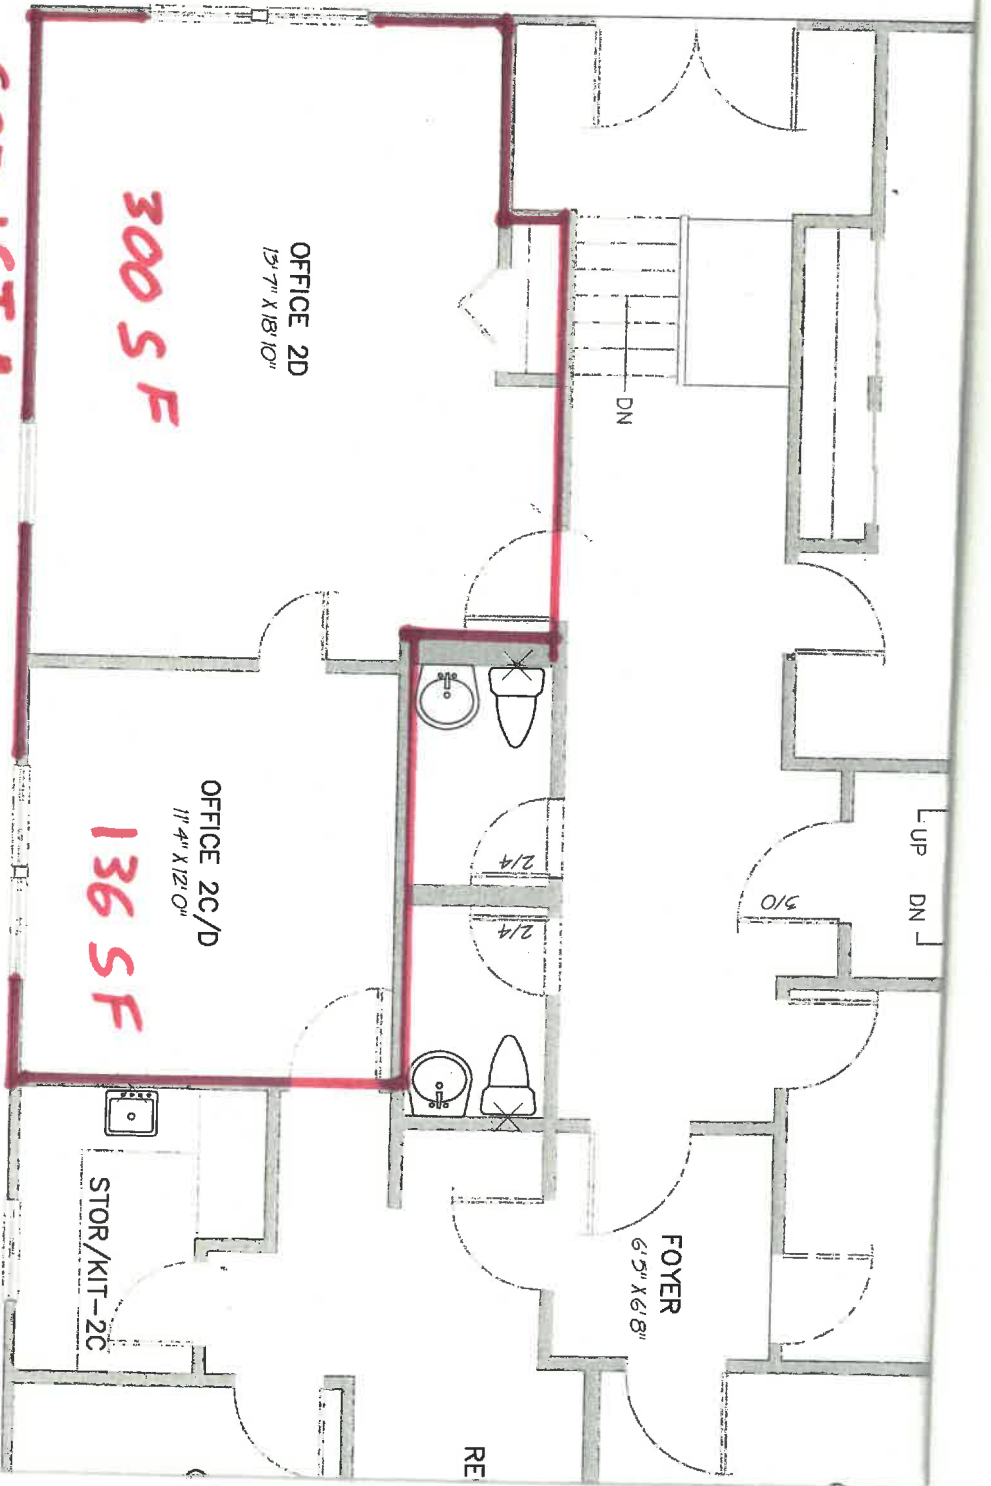 OFFICE 2D
13'7" X 18'10"
300 SF
DN
UP
DN
3/0
2/4
2/4
OFFICE 2C/D
11'4" X 12'0"
136 SF
FOYER
6'5" X 6'8"
STOR/KIT-2C
RE